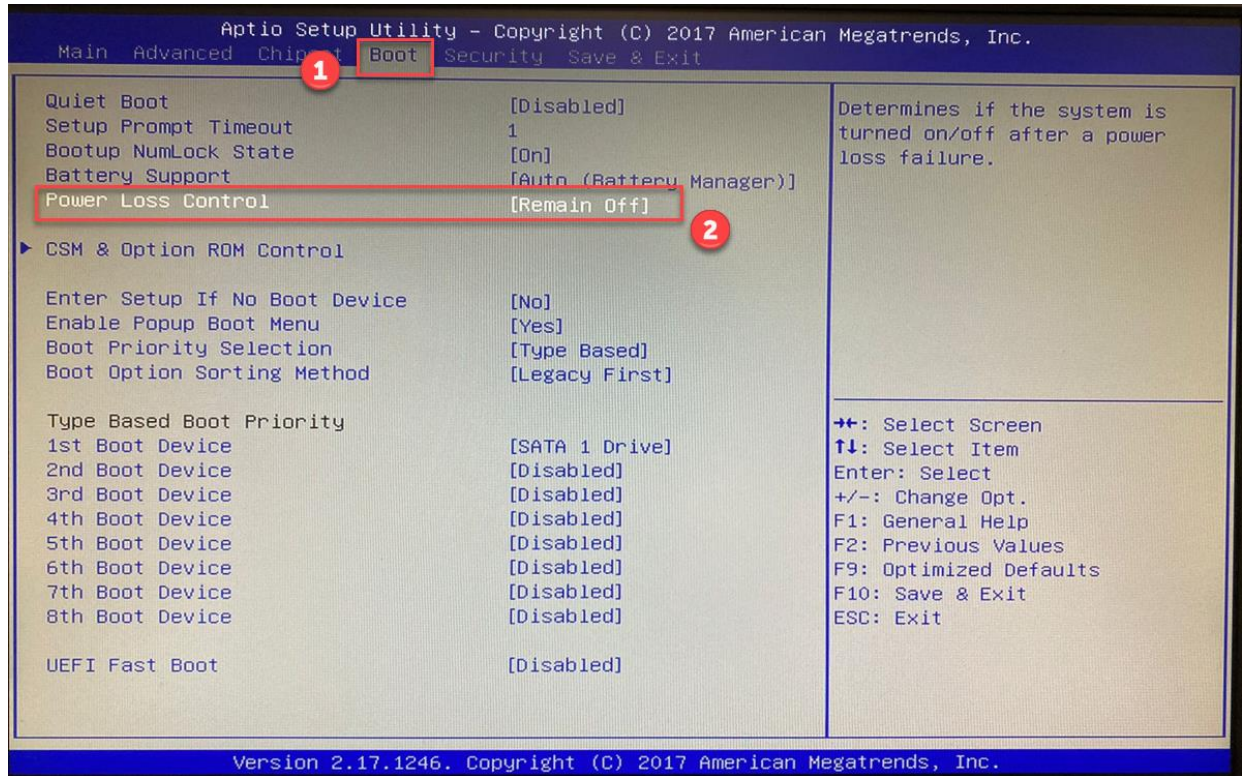 Aptio Setup Utility – Copyright (C) 2017 American Megatrends, Inc.
Main Advanced Chipset Boot Security Save & Exit
1
Quiet Boot [Disabled]
Setup Prompt Timeout 1
Bootup NumLock State [On]
Battery Support [Auto (Battery Manager)]
Power Loss Control [Remain Off]
2
CSM & Option ROM Control
Enter Setup If No Boot Device [No]
Enable Popup Boot Menu [Yes]
Boot Priority Selection [Type Based]
Boot Option Sorting Method [Legacy First]
Type Based Boot Priority
1st Boot Device [SATA 1 Drive]
2nd Boot Device [Disabled]
3rd Boot Device [Disabled]
4th Boot Device [Disabled]
5th Boot Device [Disabled]
6th Boot Device [Disabled]
7th Boot Device [Disabled]
8th Boot Device [Disabled]
UEFI Fast Boot [Disabled]
Determines if the system is
turned on/off after a power
loss failure.
→←: Select Screen
↑↓: Select Item
Enter: Select
+/-: Change Opt.
F1: General Help
F2: Previous Values
F9: Optimized Defaults
F10: Save & Exit
ESC: Exit
Version 2.17.1246. Copyright (C) 2017 American Megatrends, Inc.